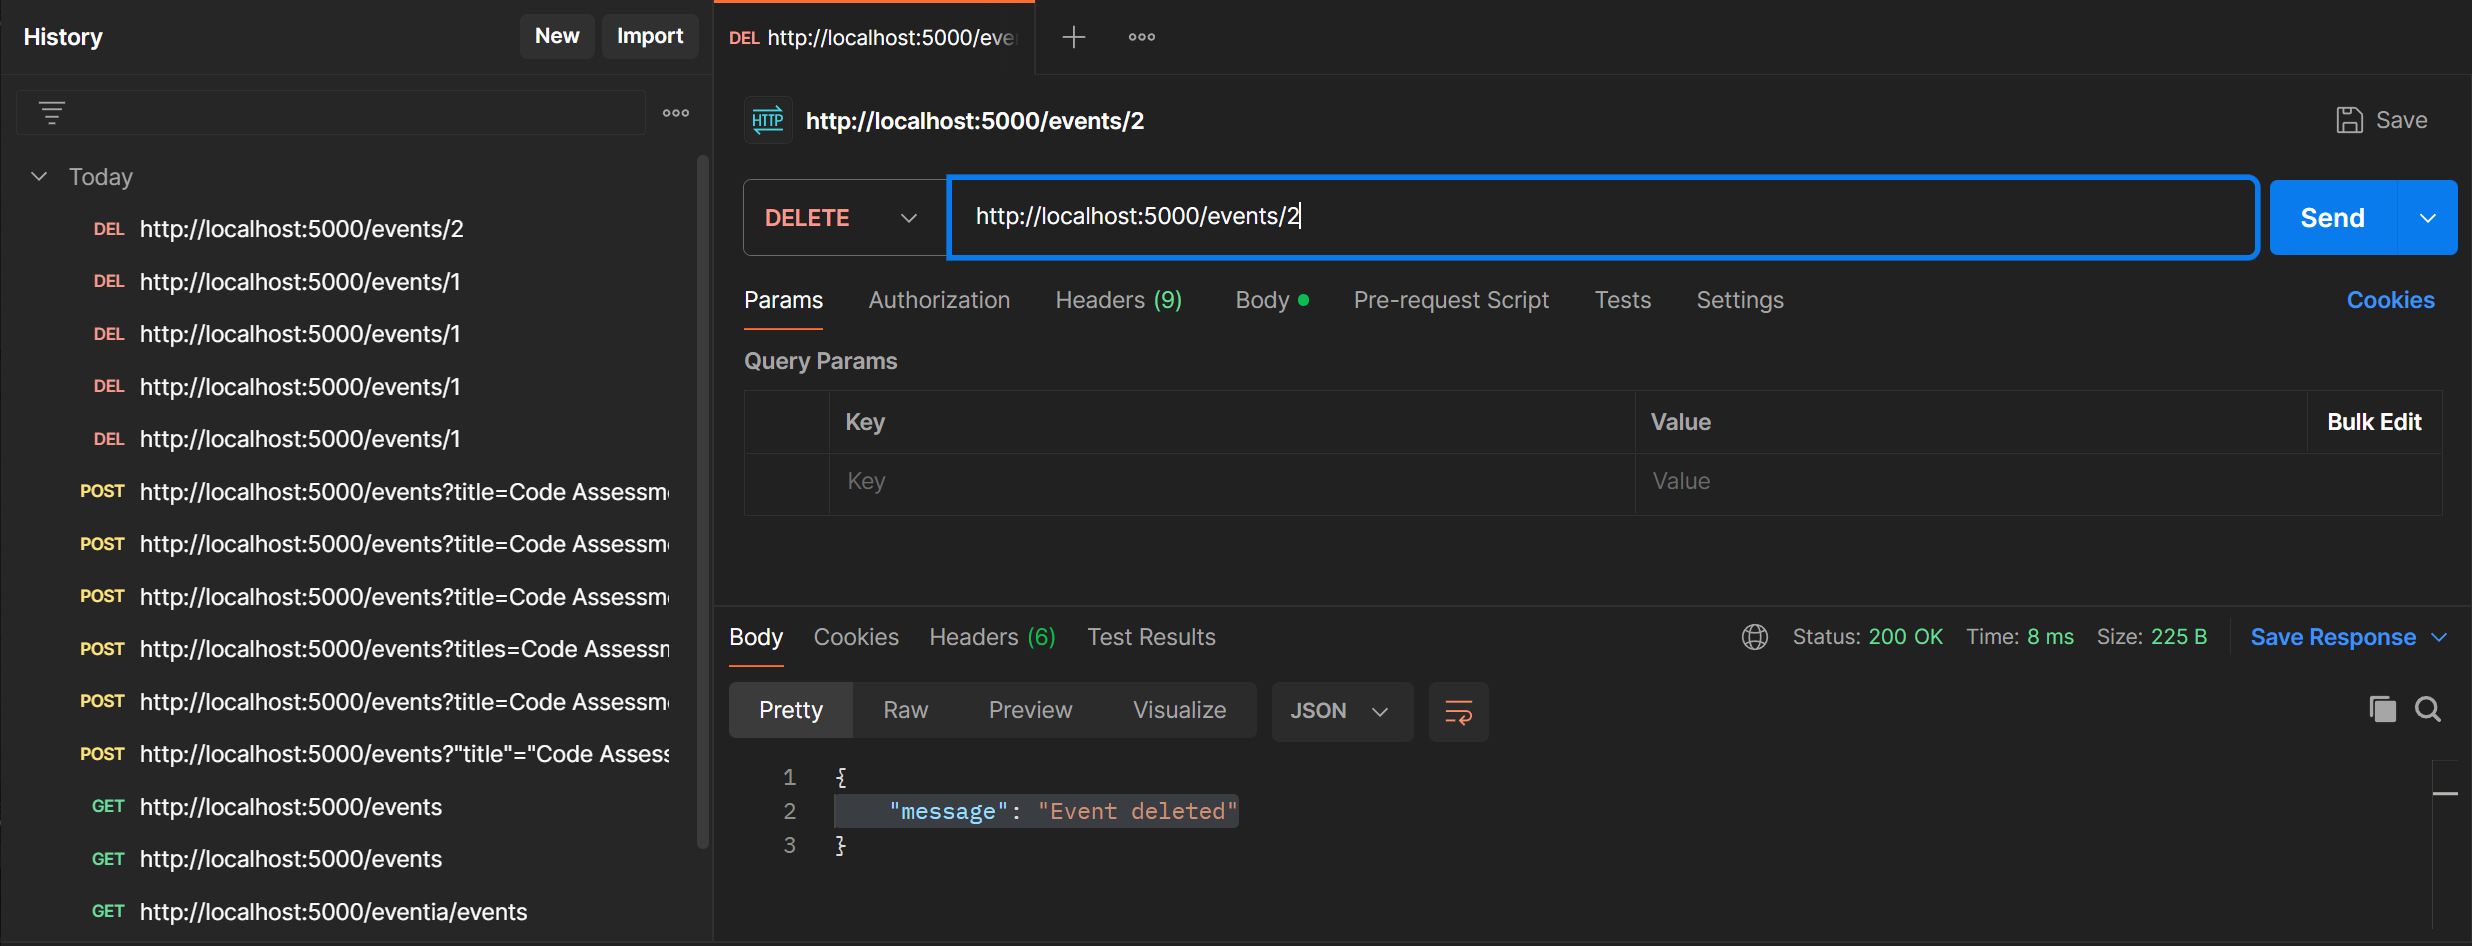 History
New
Import
Today
DEL http://localhost:5000/events/2
DEL http://localhost:5000/events/1
DEL http://localhost:5000/events/1
DEL http://localhost:5000/events/1
DEL http://localhost:5000/events/1
POST http://localhost:5000/events?title=Code Assessm
POST http://localhost:5000/events?title=Code Assessm
POST http://localhost:5000/events?title=Code Assessm
POST http://localhost:5000/events?titles=Code Assessm
POST http://localhost:5000/events?title=Code Assessm
POST http://localhost:5000/events?"title"="Code Assess
GET http://localhost:5000/events
GET http://localhost:5000/events
GET http://localhost:5000/eventia/events
DEL http://localhost:5000/eve
HTTP http://localhost:5000/events/2
Save
DELETE http://localhost:5000/events/2
Send
Params Authorization Headers (9) Body Pre-request Script Tests Settings Cookies
Query Params
Key Value Bulk Edit
Key Value
Body Cookies Headers (6) Test Results Status: 200 OK Time: 8 ms Size: 225 B Save Response
Pretty Raw Preview Visualize JSON
1 {
2 "message": "Event deleted"
3 }